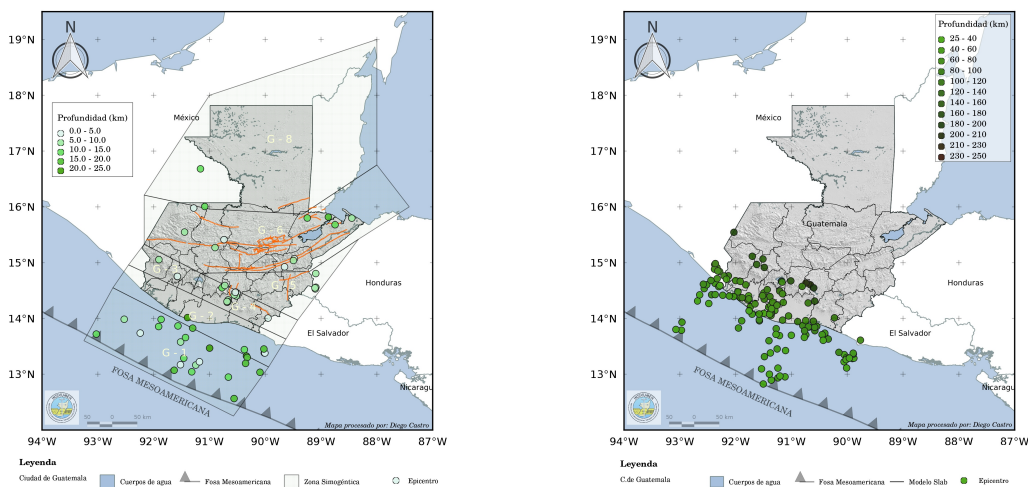 19°N
18°N
17°N
16°N
15°N
14°N
13°N
94°W 93°W 92°W 91°W 90°W 89°W 88°W 87°W
N
Profundidad (km)
0.0 - 5.0
5.0 - 10.0
10.0 - 15.0
15.0 - 20.0
20.0 - 25.0
México
G - 8
G - 1
Honduras
El Salvador
Nicaragu
FOSA MESOAMERICANA
50 0 50 km
Mapa procesado por: Diego Castro
Leyenda
Ciudad de Guatemala
Cuerpos de agua
Fosa Mesoamericana
Zona Simogéntica
Epicentro
19°N
18°N
17°N
16°N
15°N
14°N
13°N
94°W 93°W 92°W 91°W 90°W 89°W 88°W 87°W
N
Profundidad (km)
25 - 40
40 - 60
60 - 80
80 - 100
100 - 120
120 - 140
140 - 160
160 - 180
180 - 200
200 - 210
210 - 230
230 - 250
México
Guatemala
Honduras
El Salvador
Nicaragu
FOSA MESOAMERICANA
50 0 50 km
Mapa procesado por: Diego Castro
Leyenda
C.de Guatemala
Cuerpos de agua
Fosa Mesoamericana
Modelo Slab
Epicentro